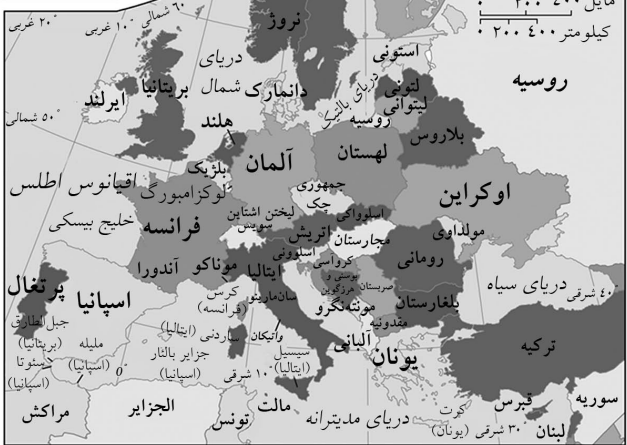 ۲۰° غربی
۱۰° غربی
۶۰° شمالی
۰ ۲۰۰ ۴۰۰ مایل
۰ ۲۰۰ ۴۰۰ کیلومتر
نروژ
دریای
شمال
استونی
روسیه
لتونی
دریای بالتیک
لیتوانی
روسیه
دانمارک
بریتانیا
ایرلند
۵۰° شمالی
هلند
بلاروس
لهستان
آلمان
بلژیک
لوکزامبورگ
اقیانوس اطلس
جمهوری
چک
اوکراین
اسلوواکی
لیختن اشتاین
سویس
اتریش
مجارستان
مولداوی
فرانسه
خلیج بیسکی
اسلوونی
کرواسی
رومانی
موناکو
آندورا
ایتالیا
بوسنی و
هرزگوین
صربستان
دریای سیاه
۴۰° شرقی
پرتغال
اسپانیا
کرس
(فرانسه)
سان‌مارینو
مونته‌نگرو
بلغارستان
مقدونیه
جبل‌الطارق
(بریتانیا)
ساردنی (ایتالیا)
واتیکان
آلبانی
ترکیه
ملیله
(اسپانیا)
سئوتا
(اسپانیا)
۰°
جزایر بالئار
(اسپانیا)
سیسیل
(ایتالیا)
۱۰° شرقی
یونان
مراکش
الجزایر
تونس
مالت
دریای مدیترانه
کرت
(یونان)
۳۰° شرقی
قبرس
لبنان
سوریه